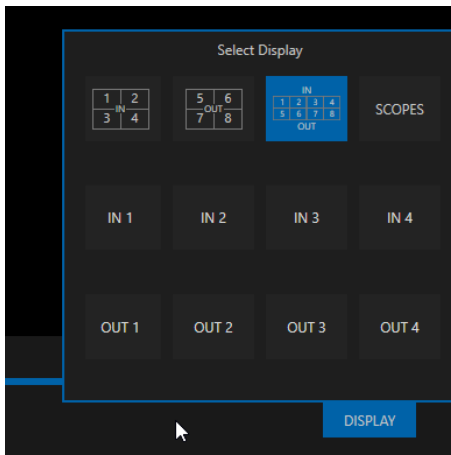 Select Display
1 2
IN
3 4
5 6
OUT
7 8
IN
1 2 3 4
5 6 7 8
OUT
SCOPES
IN 1
IN 2
IN 3
IN 4
OUT 1
OUT 2
OUT 3
OUT 4
DISPLAY